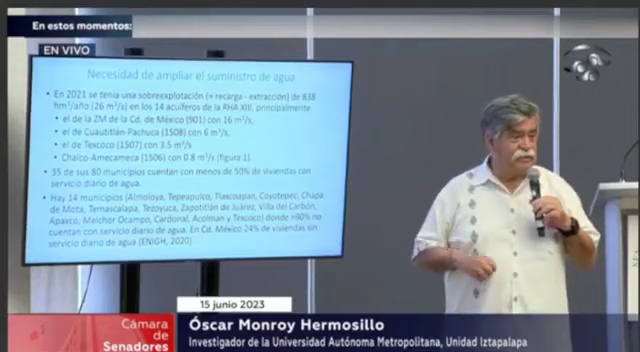 En estos momentos:
EN VIVO
Necesidad de ampliar el suministro de agua
• En 2021 se tenía una sobreexplotación (+ recarga - extracción) de 838
hm³/año (26 m³/s) en los 14 acuíferos de la RHA XIII, principalmente
• el de la ZM de la Cd. de México (901) con 16 m³/s,
• el de Cuautitlán-Pachuca (1508) con 6 m³/s,
• el de Texcoco (1507) con 3.5 m³/s
• Chalco-Amecameca (1506) con 0.8 m³/s (figura 1).
• 35 de sus 80 municipios cuentan con menos de 50% de viviendas con
servicio diario de agua.
• Hay 14 municipios (Almoloya, Tepeapulco, Tlaxcoapan, Coyotepec, Chapa
de Mota, Temascalapa, Tezoyuca, Zapotlán de Juárez, Villa del Carbón,
Apaxco, Melchor Ocampo, Cardonal, Acolman y Texcoco) donde >90% no
cuentan con servicio diario de agua. En Cd. México 24% de viviendas sin
servicio diario de agua (ENIGH, 2020)
15 junio 2023
Cámara
de
Senadores
Óscar Monroy Hermosillo
Investigador de la Universidad Autónoma Metropolitana, Unidad Iztapalapa